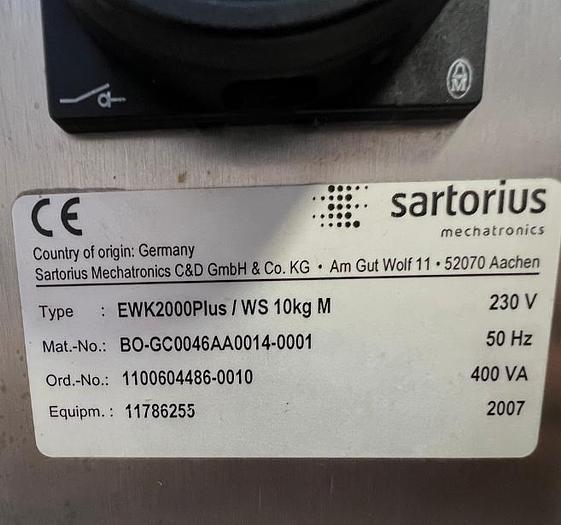 CE
sartorius
mechatronics
Country of origin: Germany
Sartorius Mechatronics C&D GmbH & Co. KG • Am Gut Wolf 11 • 52070 Aachen
Type : EWK2000Plus / WS 10kg M 230 V
Mat.-No.: BO-GC0046AA0014-0001 50 Hz
Ord.-No.: 1100604486-0010 400 VA
Equipm. : 11786255 2007